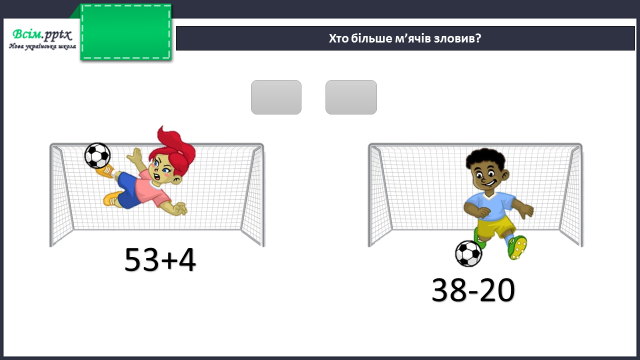 Всім.pptx
Нова українська школа
Хто більше м’ячів зловив?
53+4
38-20